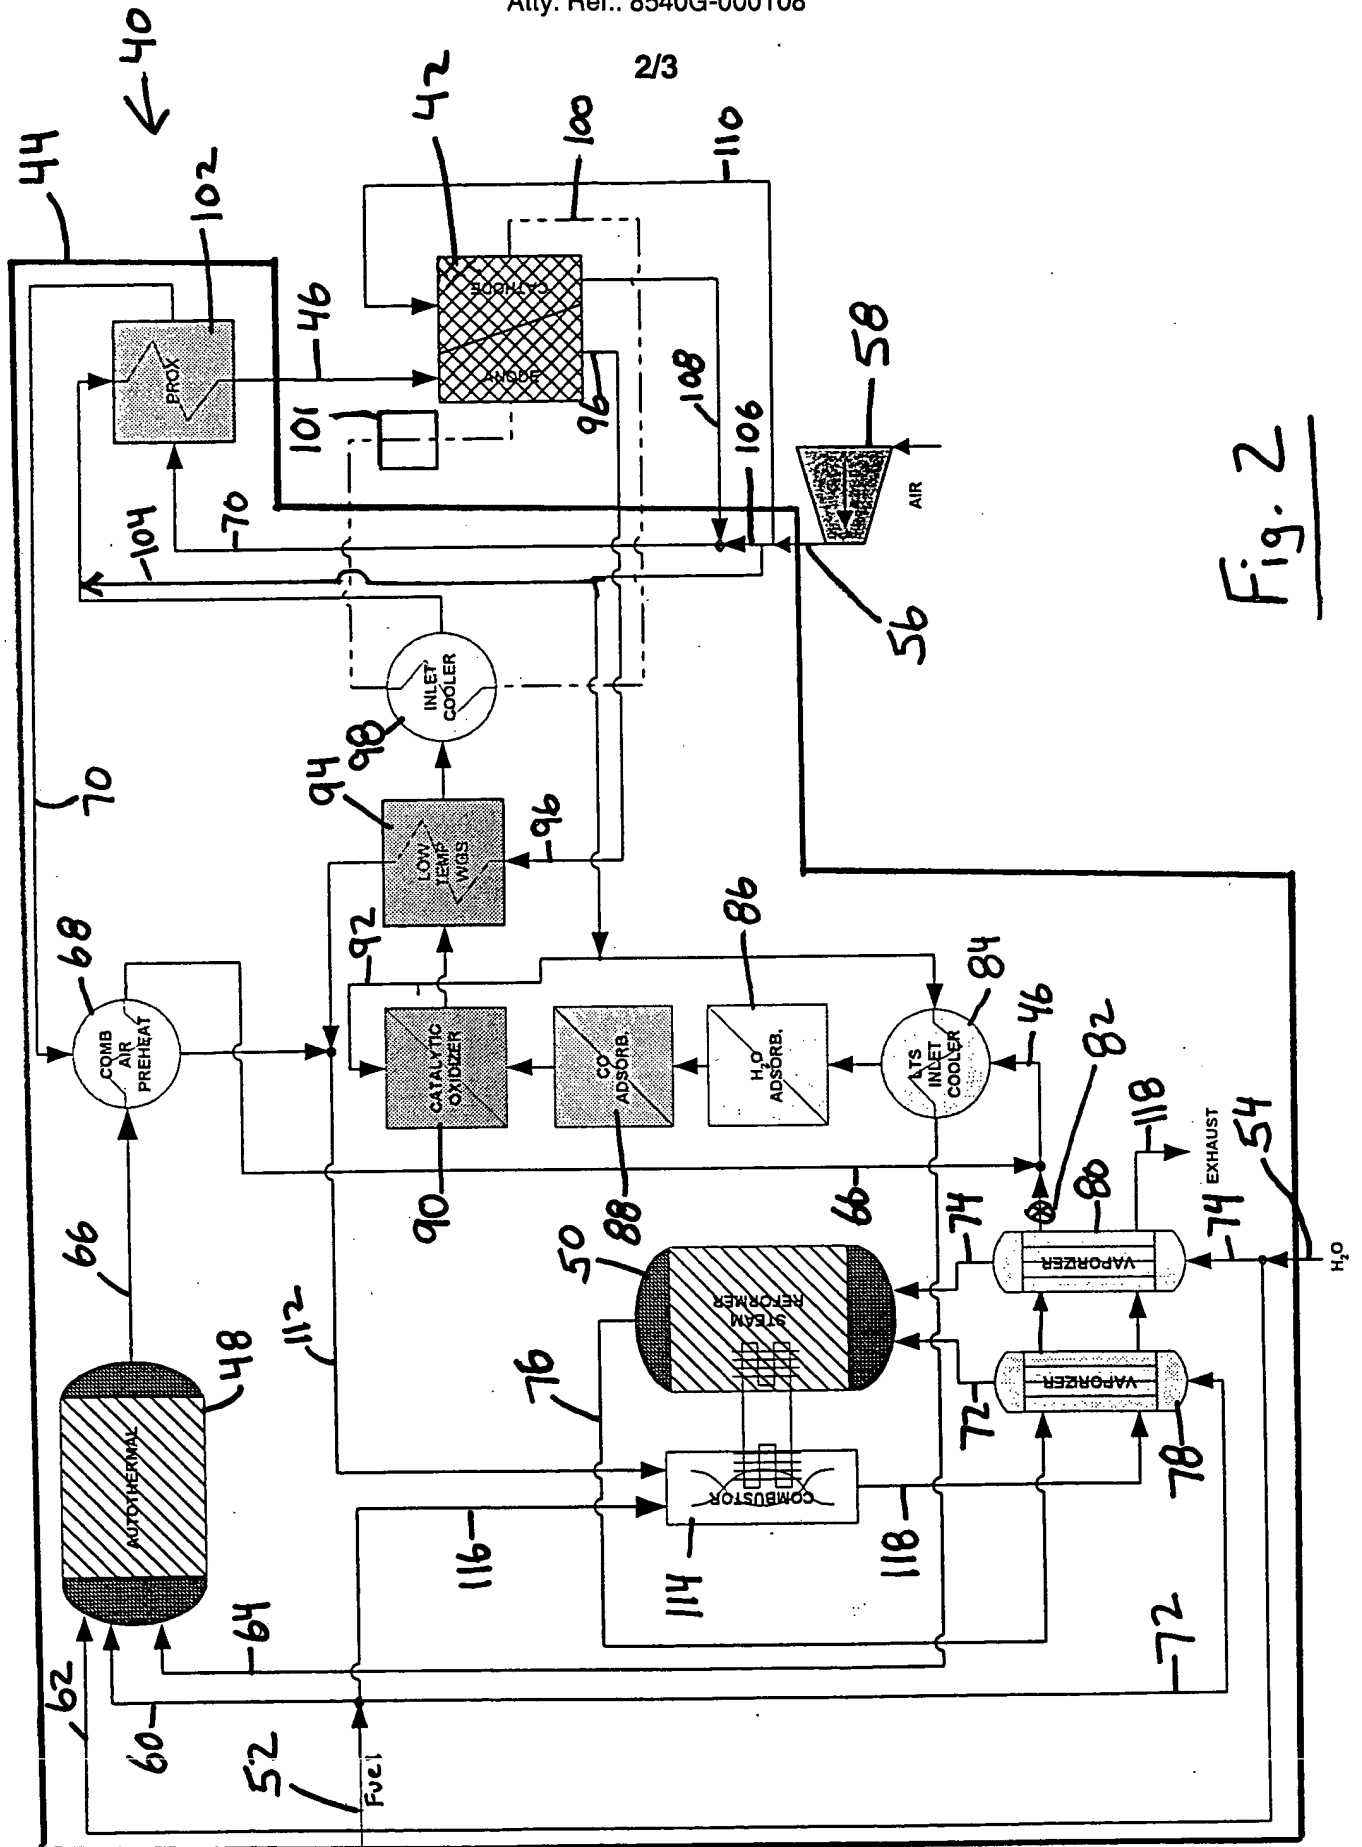 Atty. Ref.: 8540G-000108
2/3
40
44
102
42
100
110
46
101
96
108
106
58
AIR
56
104
70
70
PROX
ANODE
CATHODE
INLET
COOLER
98
94
LOW
TEMP
WGS
96
92
86
84
68
COMB
AIR
PREHEAT
CATALYTIC
OXIDIZER
90
CO
ADSORB.
88
H2O
ADSORB.
LTS
INLET
COOLER
46
82
118
EXHAUST
54
74
H2O
80
VAPORIZER
74
66
66
50
STEAM
REFORMER
112
48
AUTOTHERMAL
76
72
VAPORIZER
78
COMBUSTOR
114
116
118
64
62
60
72
52
Fuel
Fig. 2